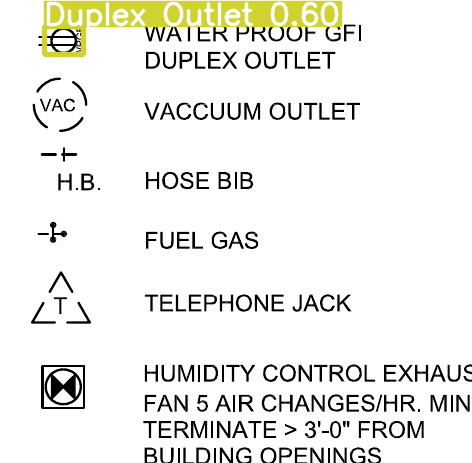 Duplex Outlet 0.60
WATER PROOF GFI
DUPLEX OUTLET
VAC
VACCUUM OUTLET
H.B.
HOSE BIB
FUEL GAS
T
TELEPHONE JACK
HUMIDITY CONTROL EXHAUS
FAN 5 AIR CHANGES/HR. MIN
TERMINATE > 3'-0" FROM
BUILDING OPENINGS